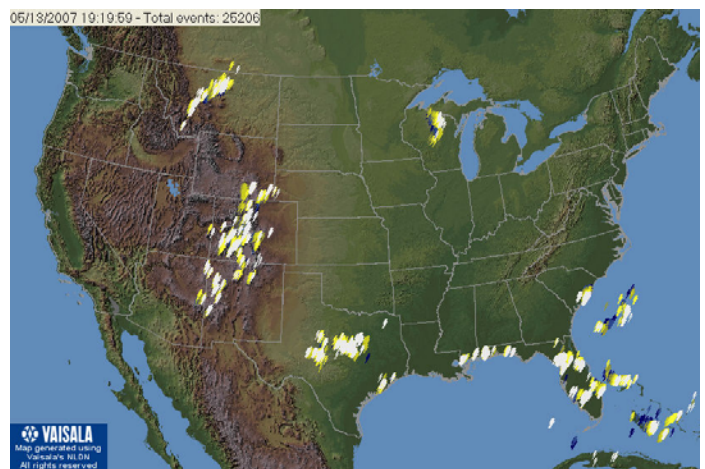 05/13/2007 19:19:59 - Total events: 25206
VAISALA
Map generated using
Vaisala's NLDN
All rights reserved